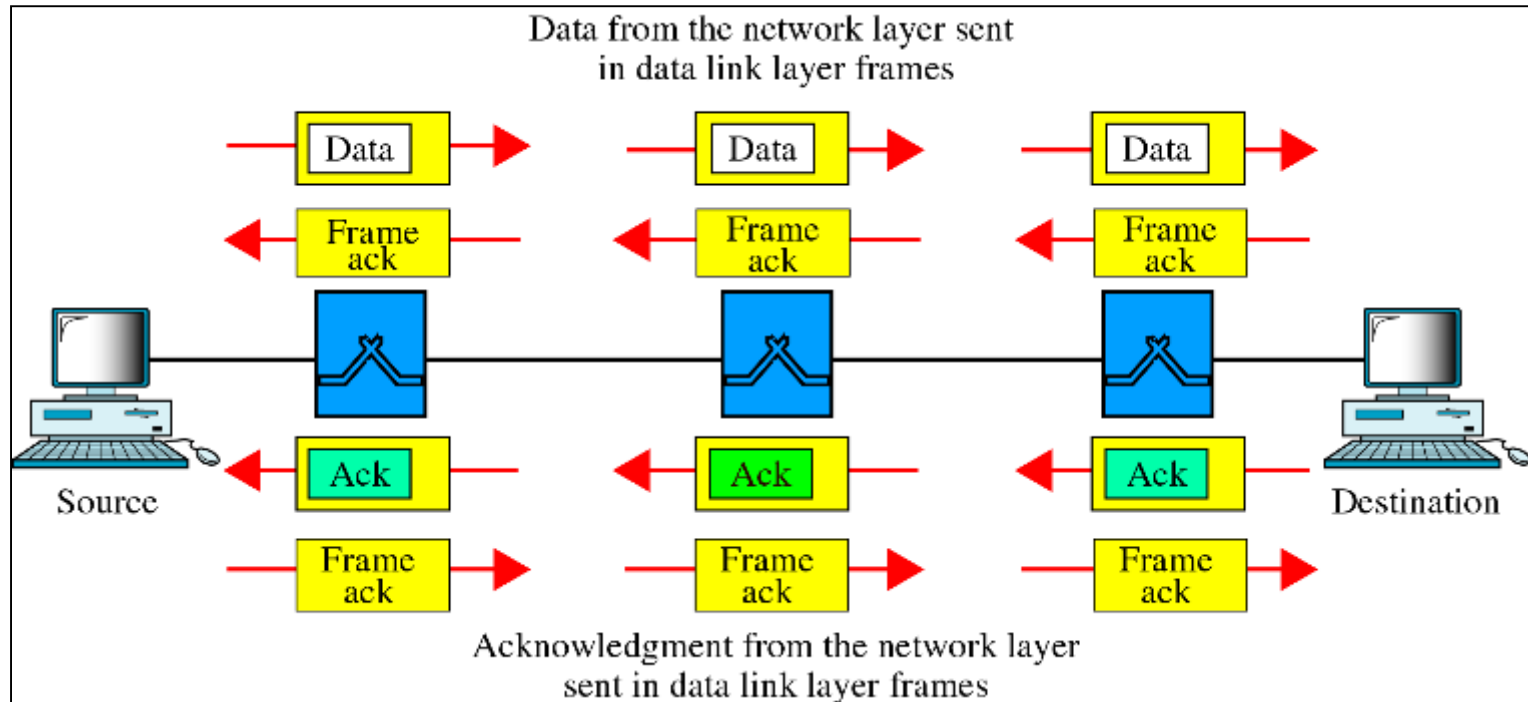 Data from the network layer sent
in data link layer frames
Data
Data
Data
Frame
ack
Frame
ack
Frame
ack
Ack
Ack
Ack
Source
Destination
Frame
ack
Frame
ack
Frame
ack
Acknowledgment from the network layer
sent in data link layer frames